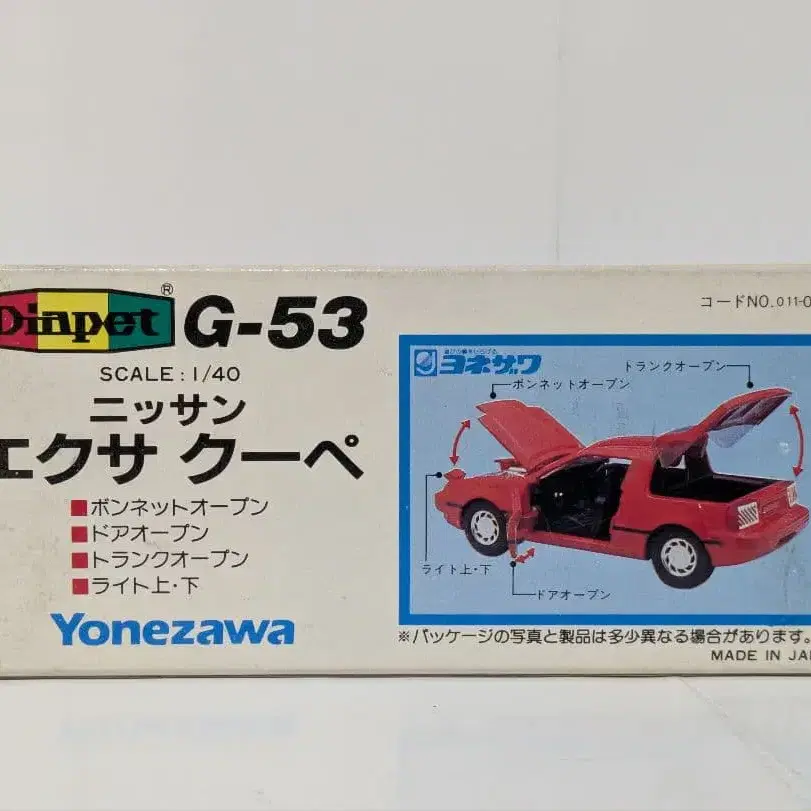 Diapet® G-53
SCALE：1/40
ニッサン
エクサ クーペ
■ボンネットオープン
■ドアオープン
■トランクオープン
■ライト上・下
Yonezawa
コードNO.011-0
ヨネザワ
トランクオープン
ボンネットオープン
ライト上・下
ドアオープン
※パッケージの写真と製品は多少異なる場合があります。
MADE IN JA